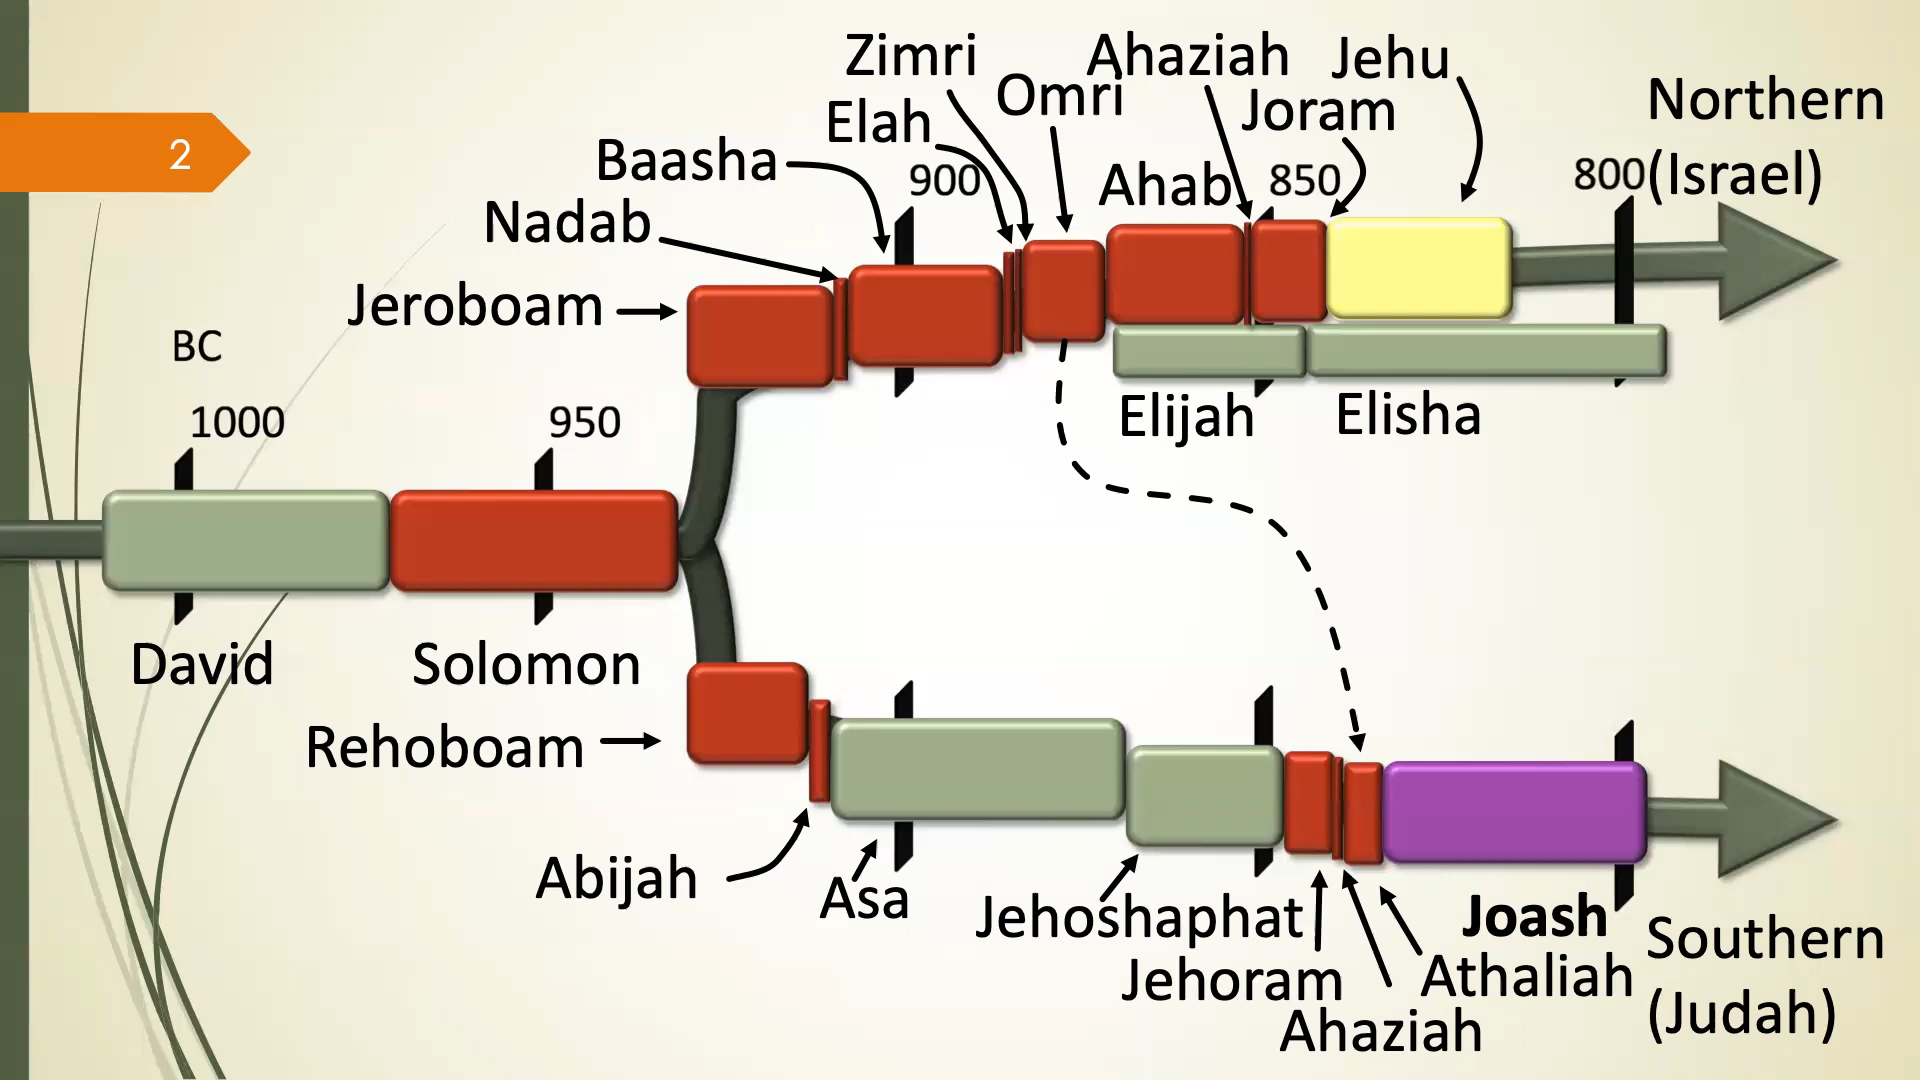 2
Zimri
Ahaziah
Jehu
Omri
Joram
Northern
(Israel)
Elah
Baasha
900
Ahab
850
800
Nadab
Jeroboam
BC
1000
950
Elijah
Elisha
David
Solomon
Rehoboam
Abijah
Asa
Jehoshaphat
Joash
Southern
(Judah)
Jehoram
Athaliah
Ahaziah